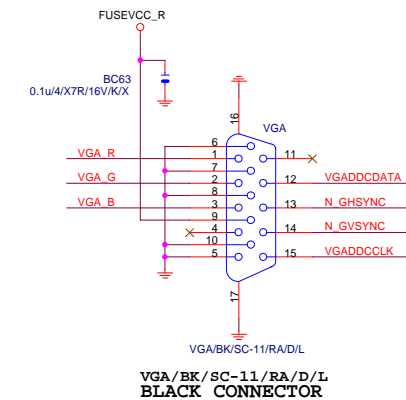 FUSEVCC_R
BC63
0.1u/4/X7R/16V/K/X
16
VGA
6
VGA_R 1 11
7
VGA_G 2 12 VGADDCDATA
8
VGA_B 3 13 N_GHSYNC
9
4 14 N_GVSYNC
10
5 15 VGADDCCLK
17
VGA/BK/SC-11/RA/D/L
VGA/BK/SC-11/RA/D/L
BLACK CONNECTOR